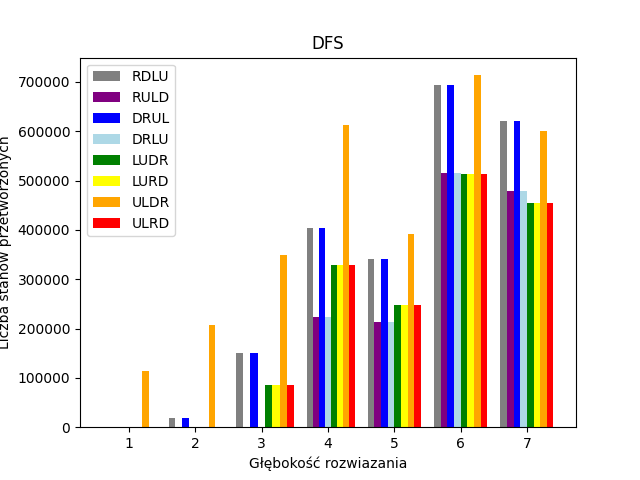 DFS
Liczba stanów przetworzonych
700000
600000
500000
400000
300000
200000
100000
0
RDLU
RULD
DRUL
DRLU
LUDR
LURD
ULDR
ULRD
1 2 3 4 5 6 7
Głębokość rozwiazania